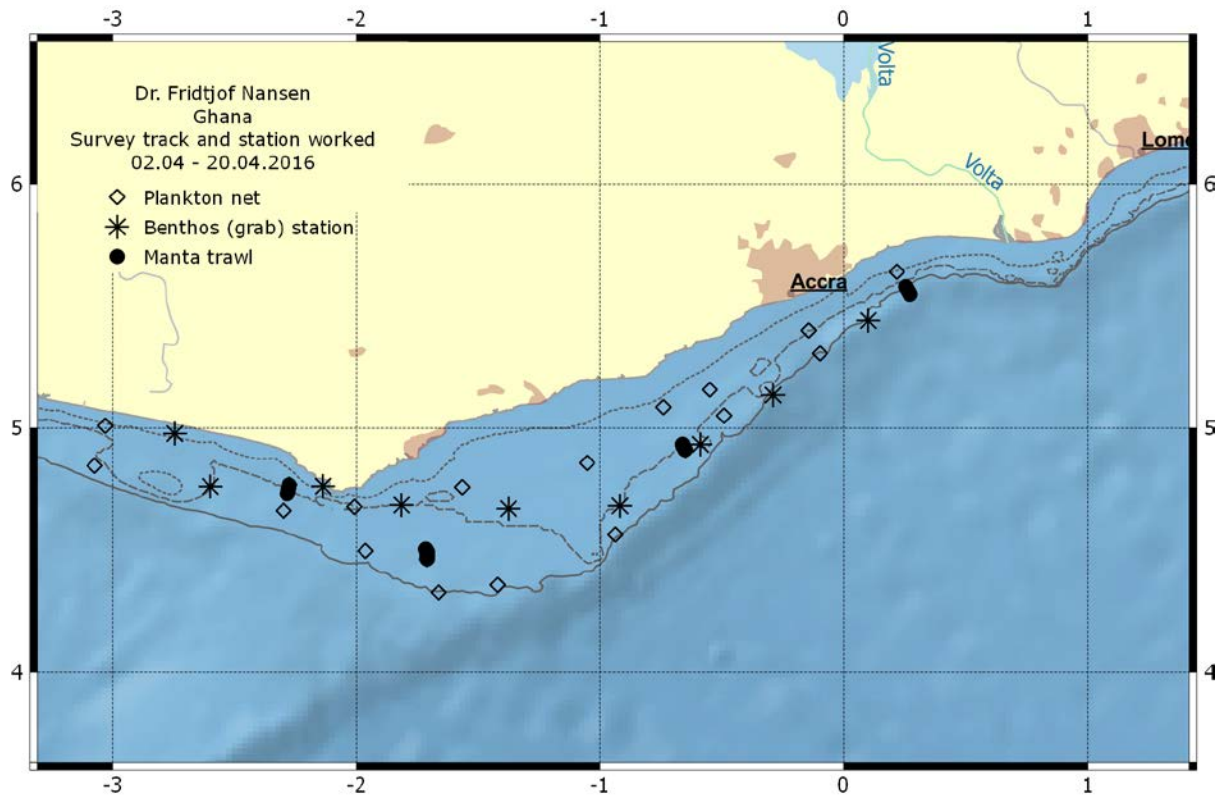 -3 -2 -1 0 1
Dr. Fridtjof Nansen
Ghana
Survey track and station worked
02.04 - 20.04.2016
Plankton net
Benthos (grab) station
Manta trawl
Volta
Volta
Lome
Accra
6 6
5 5
4 4
-3 -2 -1 0 1